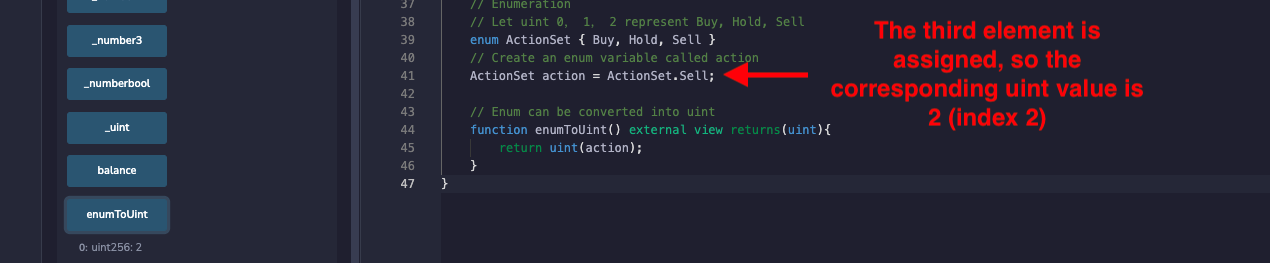 _number3
_numberbool
_uint
balance
enumToUint
0: uint256: 2
37 // Enumeration
38 // Let uint 0， 1， 2 represent Buy, Hold, Sell
39 enum ActionSet { Buy, Hold, Sell }
40 // Create an enum variable called action
41 ActionSet action = ActionSet.Sell;
42
43 // Enum can be converted into uint
44 function enumToUint() external view returns(uint){
45 return uint(action);
46 }
47 }
The third element is
assigned, so the
corresponding uint value is
2 (index 2)